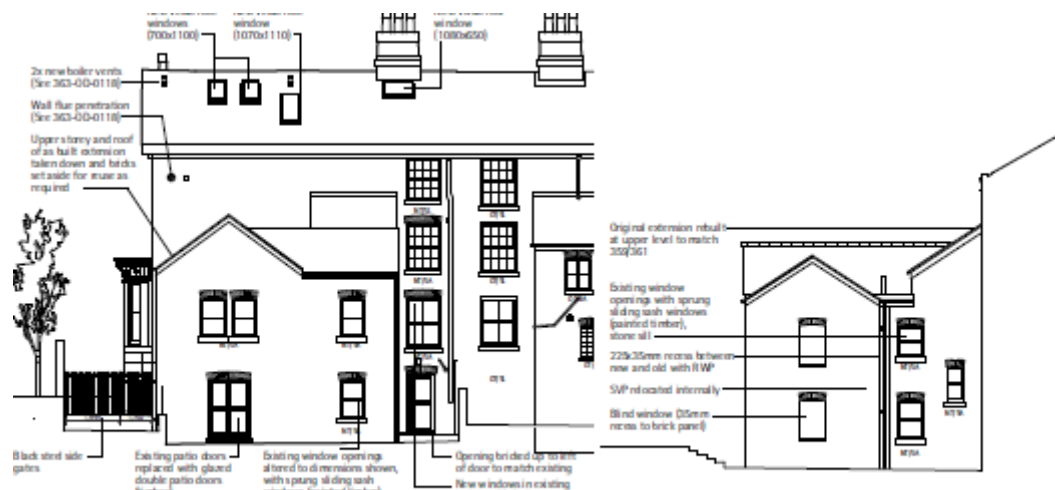 windows
(700x1100)
window
(1070x1110)
window
(1080x650)
2x new boiler vents
(See 363-OD-0118)
Wall flue penetration
(See 363-OD-0118)
Upper storey and roof
of as built extension
taken down and bricks
set aside for reuse as
required
Black steel side
gates
Existing patio doors
replaced with glazed
double patio doors
Existing window openings
altered to dimensions shown,
with sprung sliding sash
Opening bricked up to left
of door to match existing
New windows in existing
Original extension rebuilt
at upper level to match
359/361
Existing window
openings with sprung
sliding sash windows
(painted timber),
stone sill
225x35mm recess between
new and old with RWP
SVP relocated internally
Blind window (35mm
recess to brick panel)